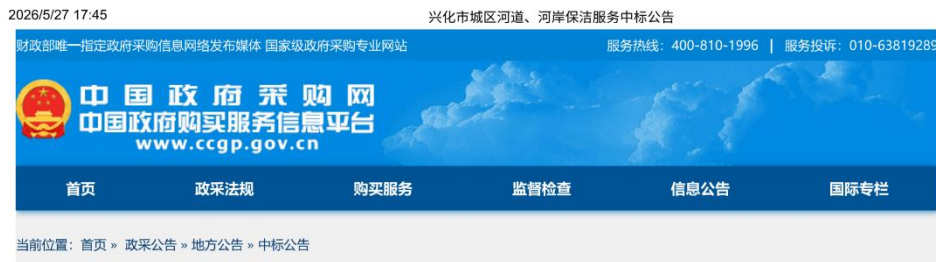 2026/5/27 17:45 兴化市城区河道、河岸保洁服务中标公告
财政部唯一指定政府采购信息网络发布媒体 国家级政府采购专业网站 服务热线：400-810-1996 | 服务投诉：010-63819289
中国政府采购网
中国政府购买服务信息平台
www.ccgp.gov.cn
首页 政采法规 购买服务 监督检查 信息公告 国际专栏
当前位置：首页 » 政采公告 » 地方公告 » 中标公告